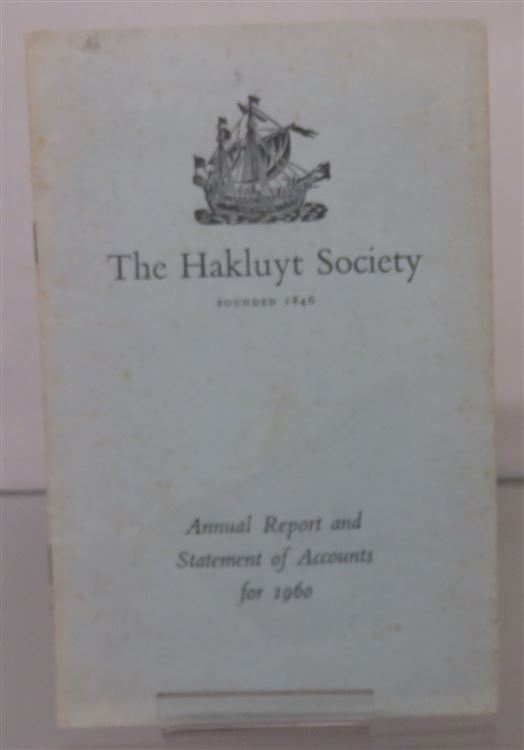 The Hakluyt Society
FOUNDED 1846
Annual Report and
Statement of Accounts
for 1960